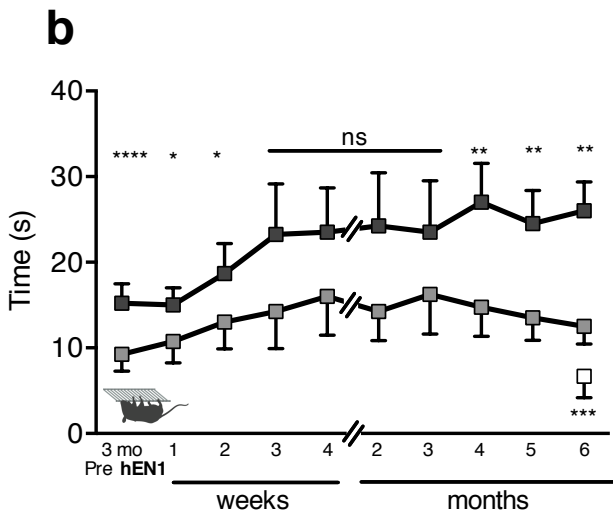 b
40
**** * * ns ** ** **
30
Time (s)
20
10
***
0
3 mo 1 2 3 4 2 3 4 5 6
Pre hEN1
weeks months